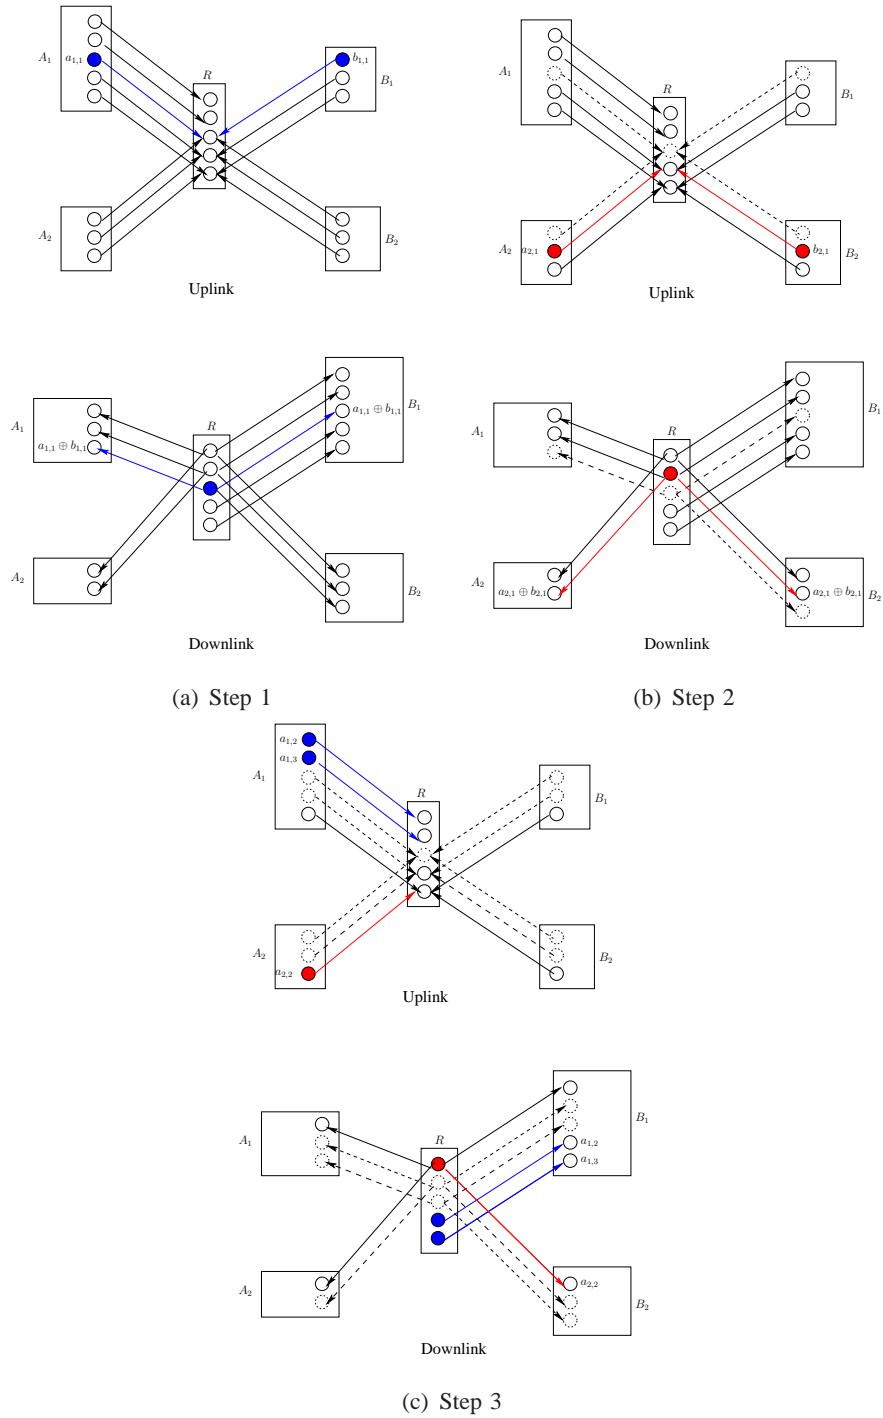 A₁ a₁,₁ b₁,₁
R
B₁
A₂ B₂
Uplink
A₁ a₁,₁ ⊕ b₁,₁
R
a₁,₁ ⊕ b₁,₁ B₁
A₂ B₂
Downlink
(a) Step 1
A₁
R
B₁
A₂ a₂,₁ b₂,₁ B₂
Uplink
A₁
R
B₁
A₂ a₂,₁ ⊕ b₂,₁ a₂,₁ ⊕ b₂,₁ B₂
Downlink
(b) Step 2
a₁,₂
a₁,₃
A₁
R
B₁
A₂
a₂,₂
B₂
Uplink
A₁
R
B₁
a₁,₂
a₁,₃
A₂
a₂,₂
B₂
Downlink
(c) Step 3